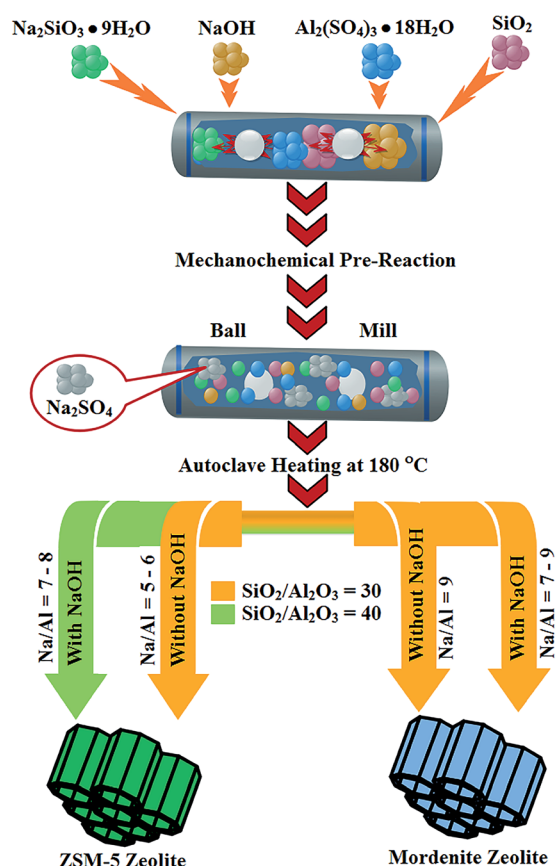 Na₂SiO₃ • 9H₂O
NaOH
Al₂(SO₄)₃ • 18H₂O
SiO₂
Mechanochemical Pre-Reaction
Ball
Mill
Na₂SO₄
Autoclave Heating at 180 °C
Na/Al = 7 - 8
With NaOH
Na/Al = 5 - 6
Without NaOH
SiO₂/Al₂O₃ = 30
SiO₂/Al₂O₃ = 40
Without NaOH
Na/Al = 9
With NaOH
Na/Al = 7 - 9
ZSM-5 Zeolite
Mordenite Zeolite